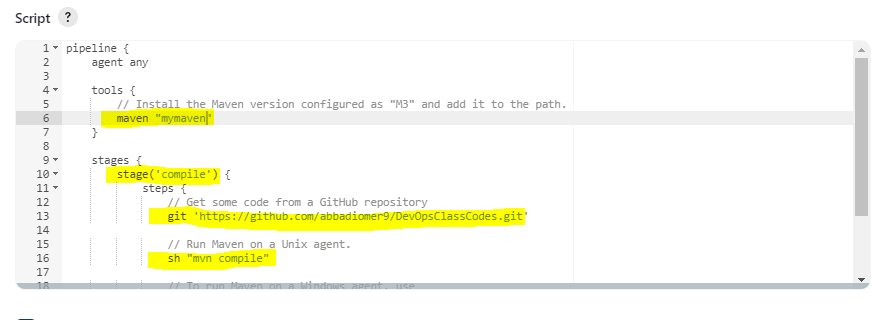 Script ?
1 pipeline {
2 agent any
3
4 tools {
5 // Install the Maven version configured as "M3" and add it to the path.
6 maven "mymaven"
7 }
8
9 stages {
10 stage('compile') {
11 steps {
12 // Get some code from a GitHub repository
13 git 'https://github.com/abbadiomer9/DevOpsClassCodes.git'
14
15 // Run Maven on a Unix agent.
16 sh "mvn compile"
17
18 // To run Maven on a Windows agent, use